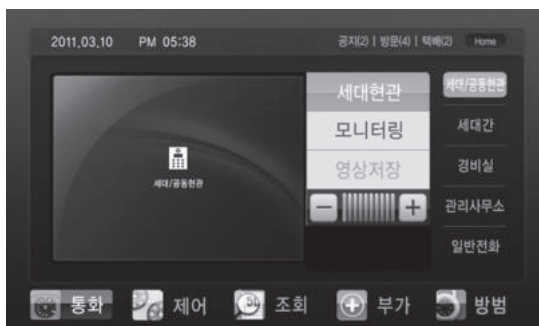 2011.03.10 PM 05:38 공지(2) | 방문(4) | 택배(2) Home
세대현관
모니터링
영상저장
세대/공동현관
세대/공동현관
세대간
경비실
관리사무소
일반전화
통화 제어 조회 부가 방범